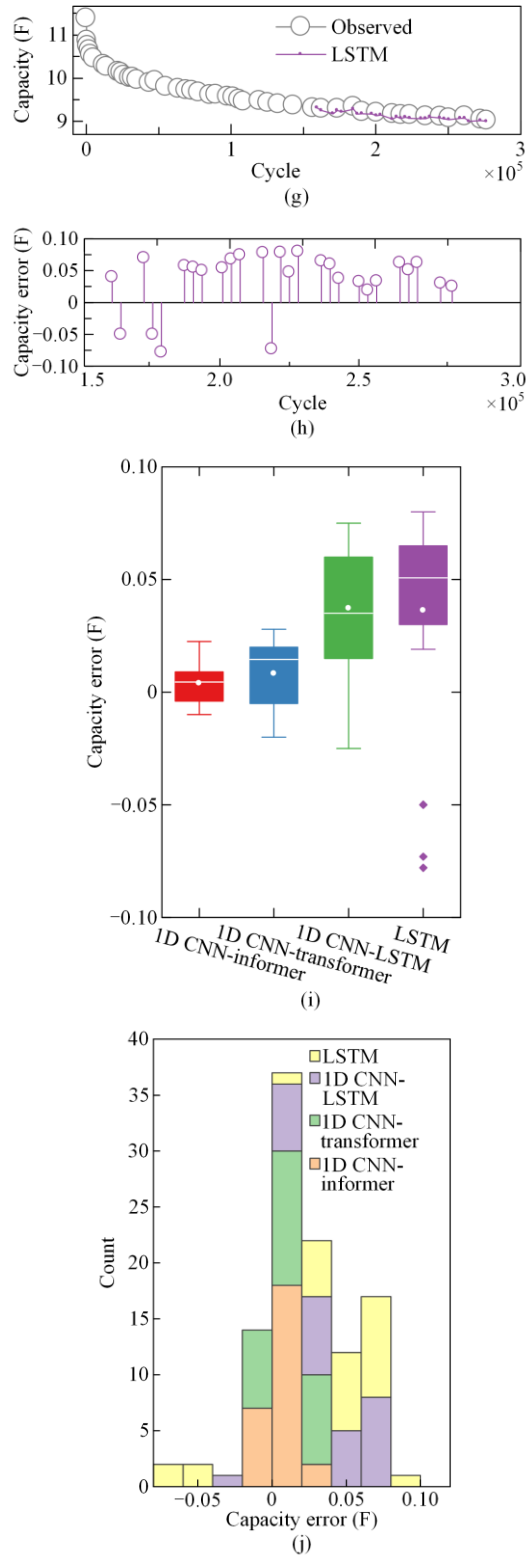 Capacity (F)
11
10
9
Observed
LSTM
0
1
2
3
Cycle
×10⁵
(g)
Capacity error (F)
0.10
0.05
0
−0.05
−0.10
1.5
2.0
2.5
3.0
Cycle
×10⁵
(h)
Capacity error (F)
0.10
0.05
0
−0.05
−0.10
1D CNN-informer
1D CNN-transformer
1D CNN-LSTM
LSTM
(i)
Count
40
35
30
25
20
15
10
5
0
LSTM
1D CNN-
LSTM
1D CNN-
transformer
1D CNN-
informer
−0.05
0
0.05
0.10
Capacity error (F)
(j)